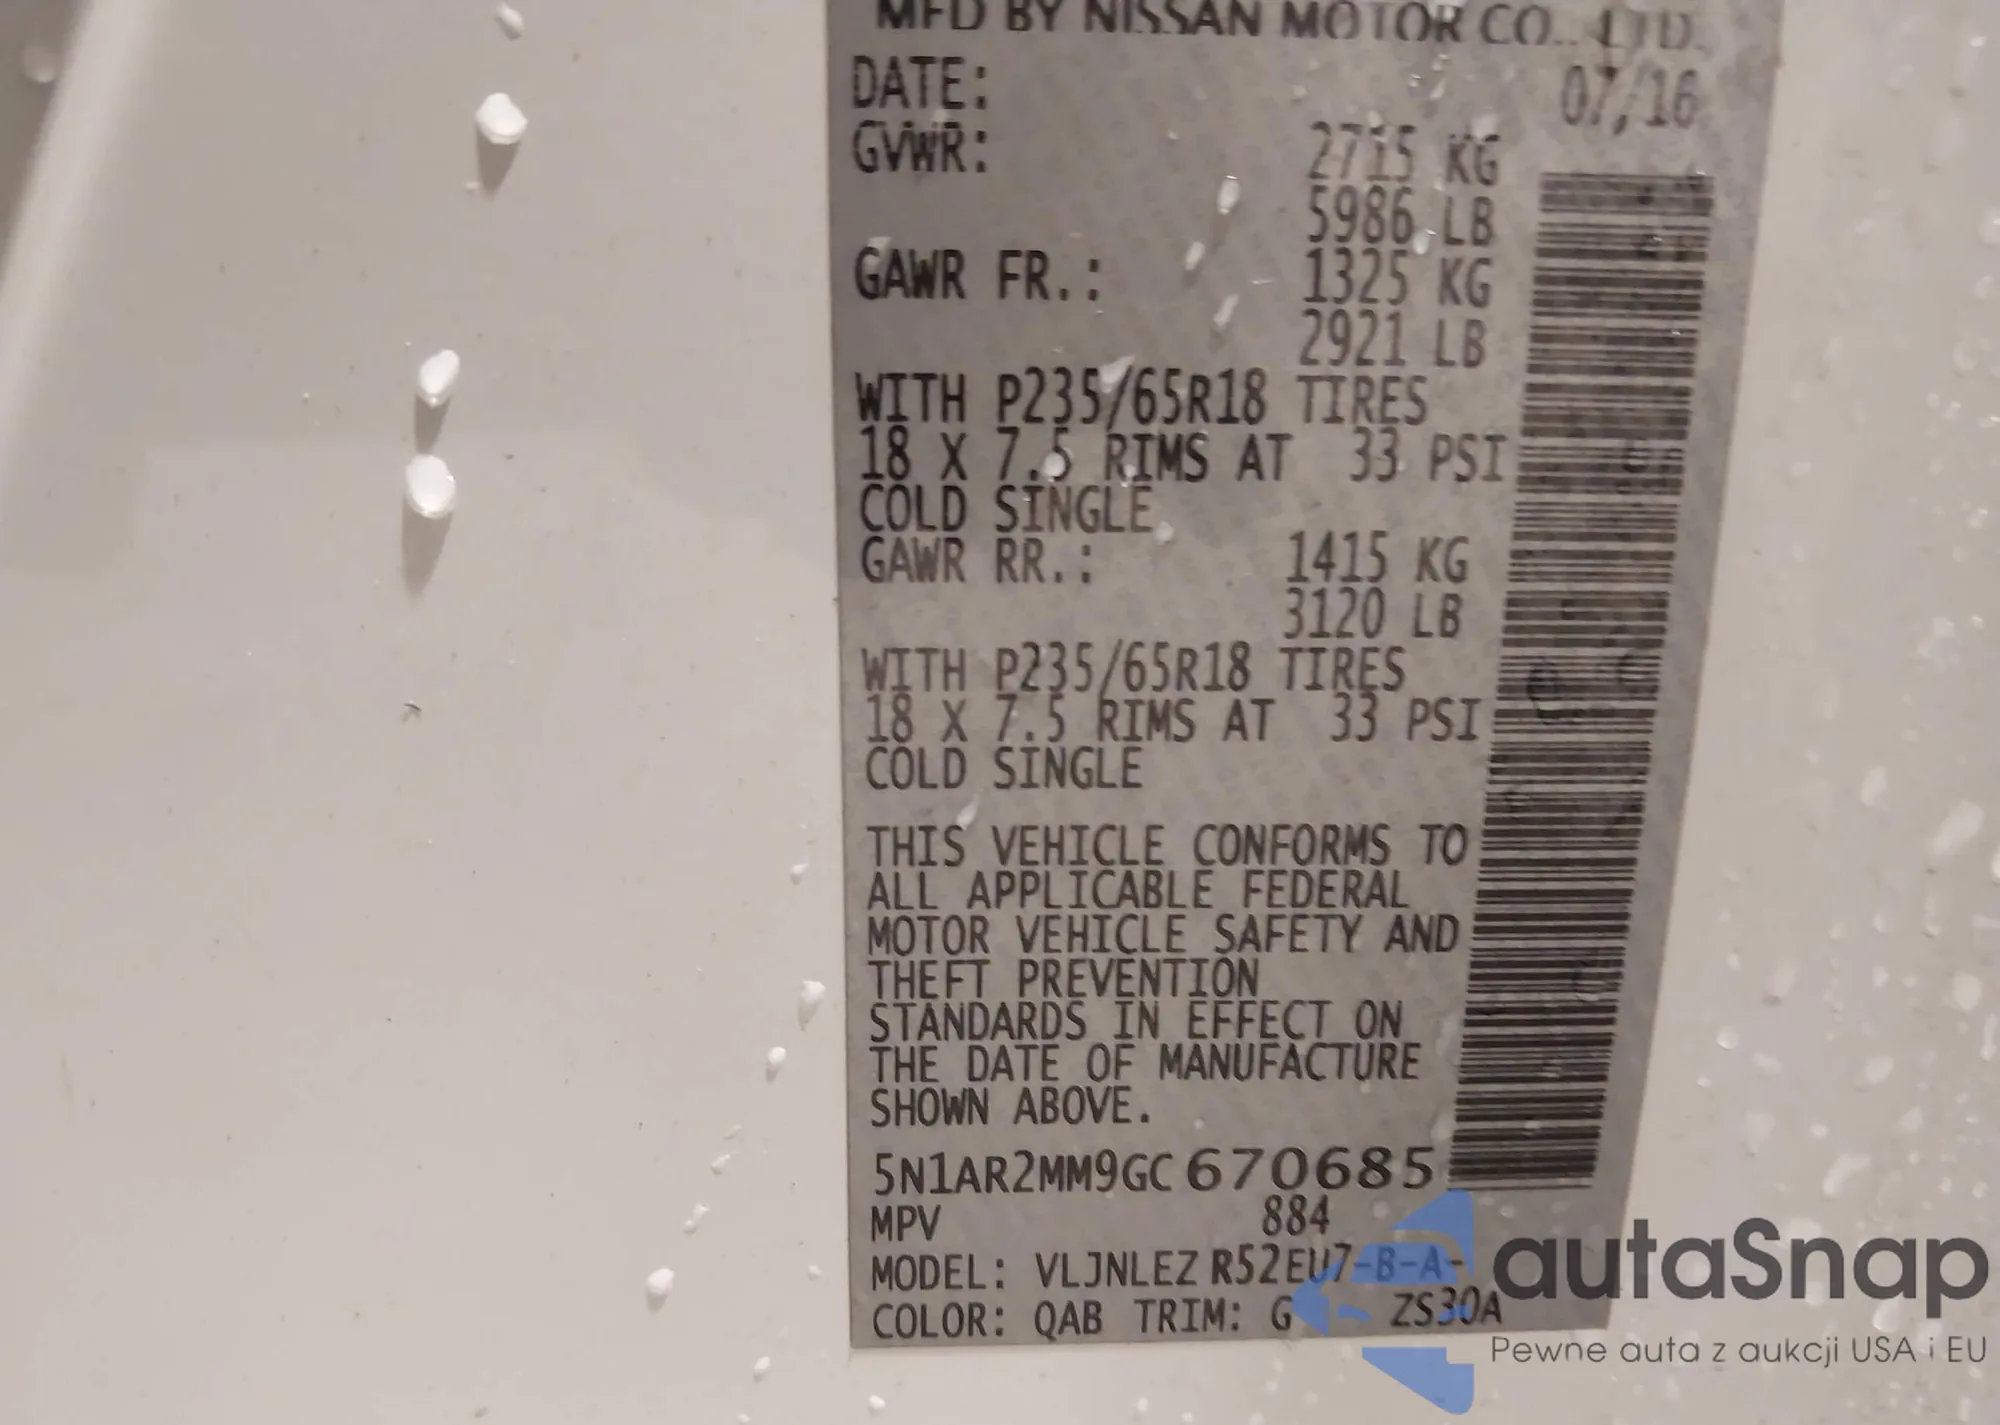 MFD BY NISSAN MOTOR CO., LTD.
DATE: 07/16
GVWR: 2715 KG
5986 LB
GAWR FR.: 1325 KG
2921 LB
WITH P235/65R18 TIRES
18 X 7.5 RIMS AT 33 PSI
COLD SINGLE
GAWR RR.: 1415 KG
3120 LB
WITH P235/65R18 TIRES
18 X 7.5 RIMS AT 33 PSI
COLD SINGLE
THIS VEHICLE CONFORMS TO
ALL APPLICABLE FEDERAL
MOTOR VEHICLE SAFETY AND
THEFT PREVENTION
STANDARDS IN EFFECT ON
THE DATE OF MANUFACTURE
SHOWN ABOVE.
5N1AR2MM9GC670685
MPV 884
MODEL: VLJNLEZ R52EU7-B-A-
COLOR: QAB TRIM: G ZS30A
autaSnap
Pewne auta z aukcji USA i EU